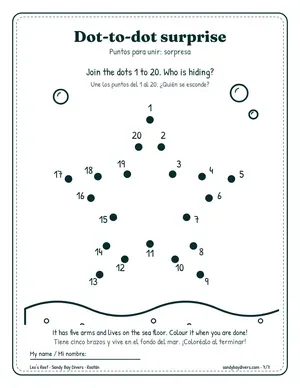 Dot-to-dot surprise
Puntos para unir: sorpresa
Join the dots 1 to 20. Who is hiding?
Une los puntos del 1 al 20. ¿Quién se esconde?
1
20 2
19 3
17 18 4 5
16 6
15 7
14 11 8
13 12 10 9
It has five arms and lives on the sea floor. Colour it when you are done!
Tiene cinco brazos y vive en el fondo del mar. ¡Coloréalo al terminar!
My name / Mi nombre:
Leo's Reef · Sandy Bay Divers · Roatán sandybaydivers.com · 7/11